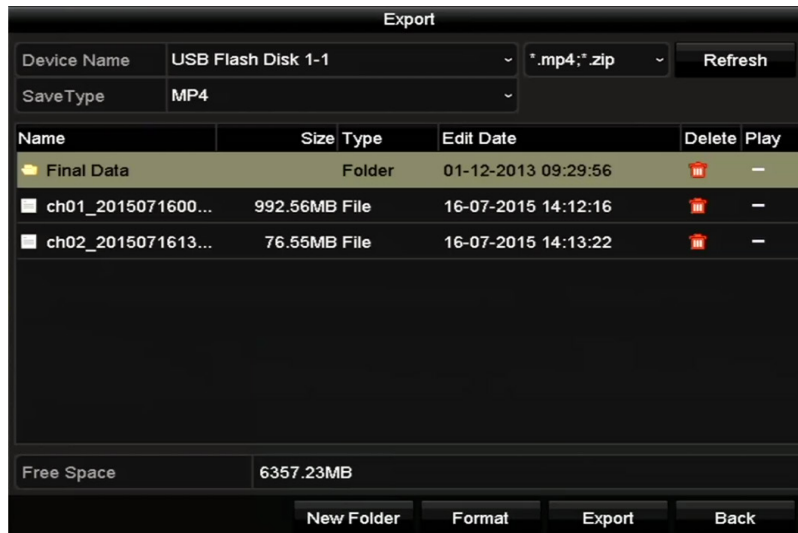 Export
Device Name USB Flash Disk 1-1 *.mp4;*.zip Refresh
SaveType MP4
Name Size Type Edit Date Delete Play
Final Data Folder 01-12-2013 09:29:56
ch01_2015071600... 992.56MB File 16-07-2015 14:12:16
ch02_2015071613... 76.55MB File 16-07-2015 14:13:22
Free Space 6357.23MB
New Folder Format Export Back